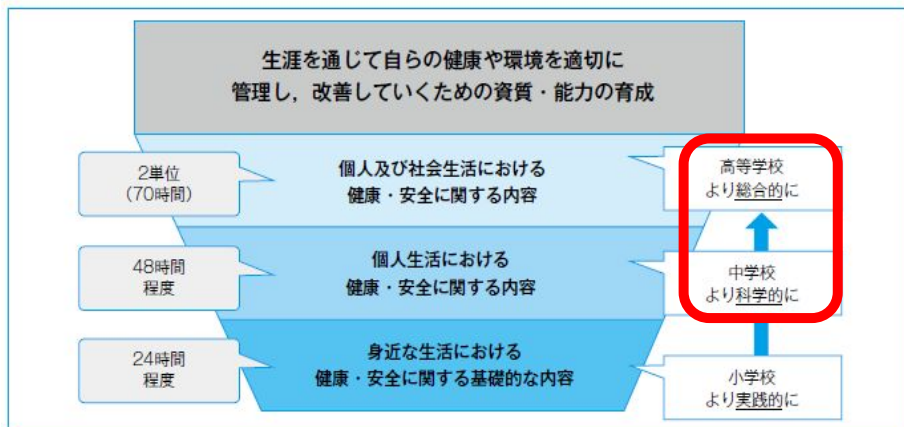 生涯を通じて自らの健康や環境を適切に
管理し，改善していくための資質・能力の育成
2単位
（70時間）
個人及び社会生活における
健康・安全に関する内容
高等学校
より総合的に
48時間
程度
個人生活における
健康・安全に関する内容
中学校
より科学的に
24時間
程度
身近な生活における
健康・安全に関する基礎的な内容
小学校
より実践的に